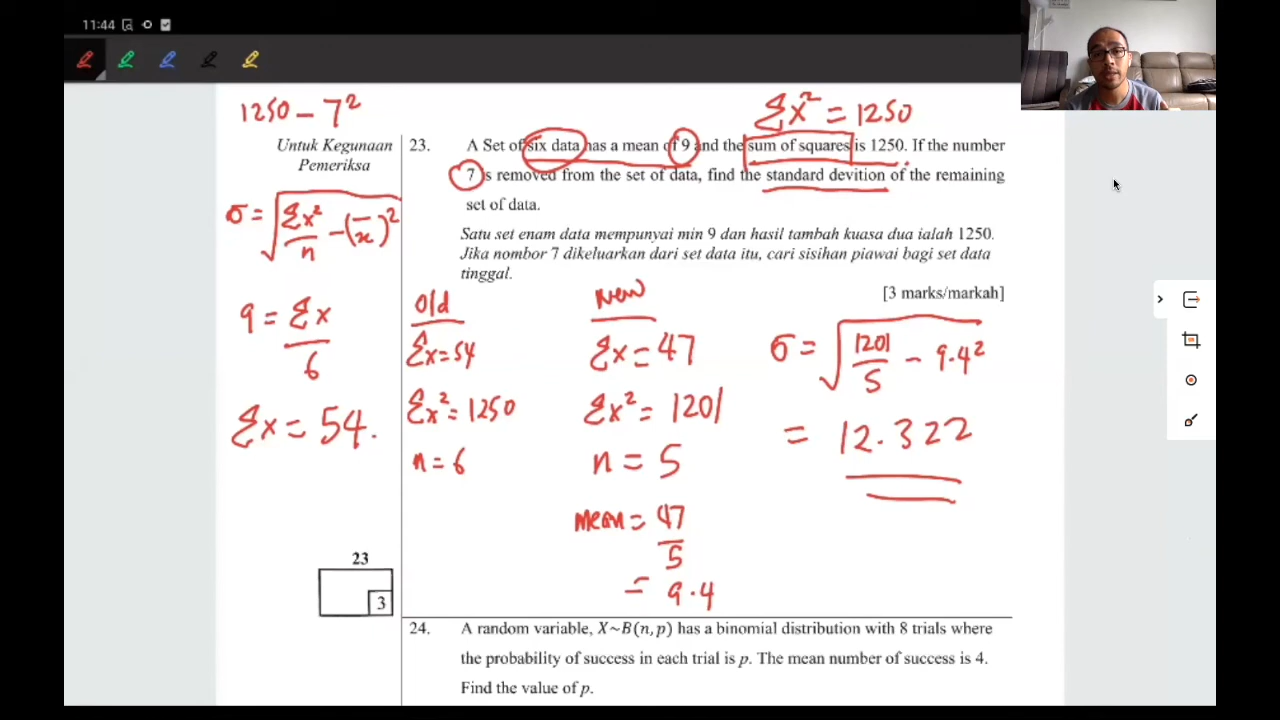 11:44
1250 - 7²
Σx² = 1250
Untuk Kegunaan
Pemeriksa
23. A Set of six data has a mean of 9 and the sum of squares is 1250. If the number
7 is removed from the set of data, find the standard devition of the remaining
set of data.
Satu set enam data mempunyai min 9 dan hasil tambah kuasa dua ialah 1250.
Jika nombor 7 dikeluarkan dari set data itu, cari sisihan piawai bagi set data
tinggal.
[3 marks/markah]
σ = √(Σx²/n - (x̄)²)
9 = Σx/6
Σx = 54.
Old
Σx = 54
Σx² = 1250
n = 6
New
Σx = 47
Σx² = 1201
n = 5
mean = 47/5
= 9.4
σ = √(1201/5 - 9.4²)
= 12.322
23
3
24. A random variable, X~B(n,p) has a binomial distribution with 8 trials where
the probability of success in each trial is p. The mean number of success is 4.
Find the value of p.